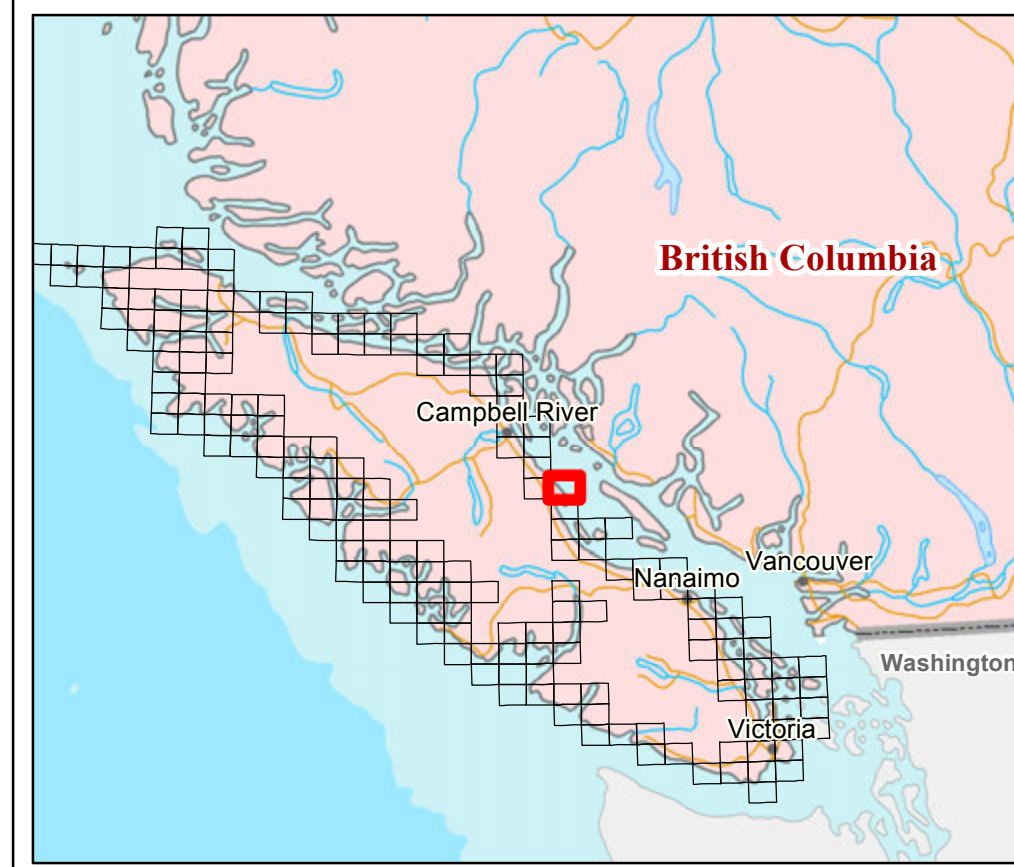 British Columbia
Campbell River
Vancouver
Nanaimo
Washington
Victoria